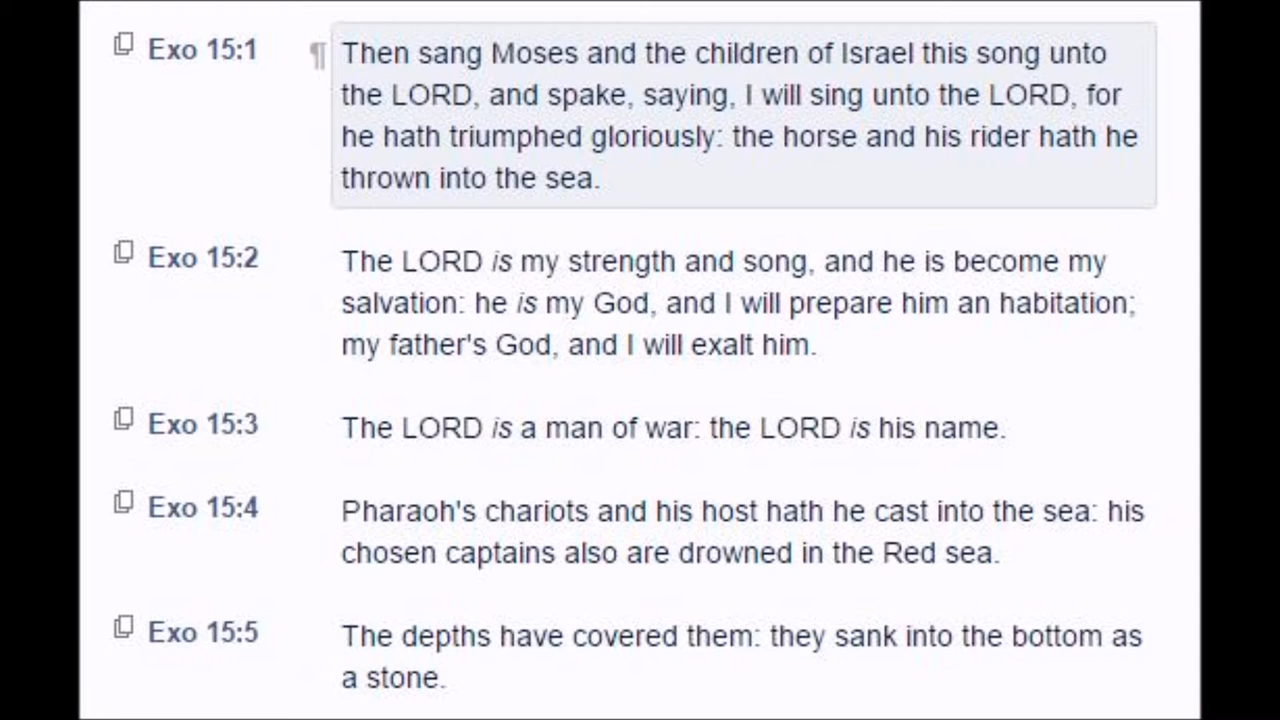 Exo 15:1 ¶ Then sang Moses and the children of Israel this song unto
the LORD, and spake, saying, I will sing unto the LORD, for
he hath triumphed gloriously: the horse and his rider hath he
thrown into the sea.
Exo 15:2 The LORD is my strength and song, and he is become my
salvation: he is my God, and I will prepare him an habitation;
my father's God, and I will exalt him.
Exo 15:3 The LORD is a man of war: the LORD is his name.
Exo 15:4 Pharaoh's chariots and his host hath he cast into the sea: his
chosen captains also are drowned in the Red sea.
Exo 15:5 The depths have covered them: they sank into the bottom as
a stone.